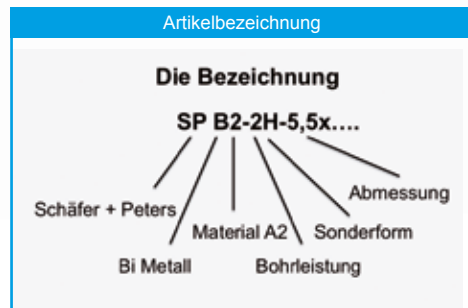 Artikelbezeichnung
Die Bezeichnung
SP B2-2H-5,5x....
Abmessung
Schäfer + Peters
Material A2 Sonderform
Bi Metall Bohrleistung